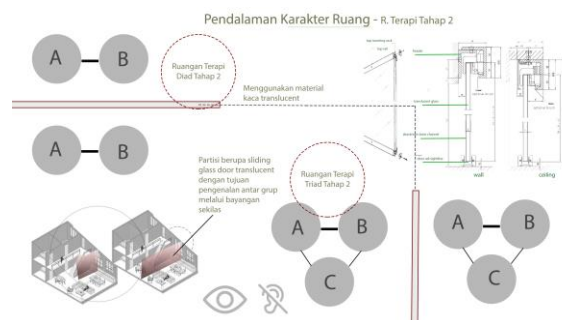 Pendalaman Karakter Ruang - R. Terapi Tahap 2
A
B
Ruangan Terapi
Diad Tahap 2
Menggunakan material
kaca translucent
A
B
Partisi berupa sliding
glass door translucent
dengan tujuan
pengenalan antar grup
melalui bayangan
sekilas
Ruangan Terapi
Triad Tahap 2
A
B
C
wall
ceiling
A
B
C